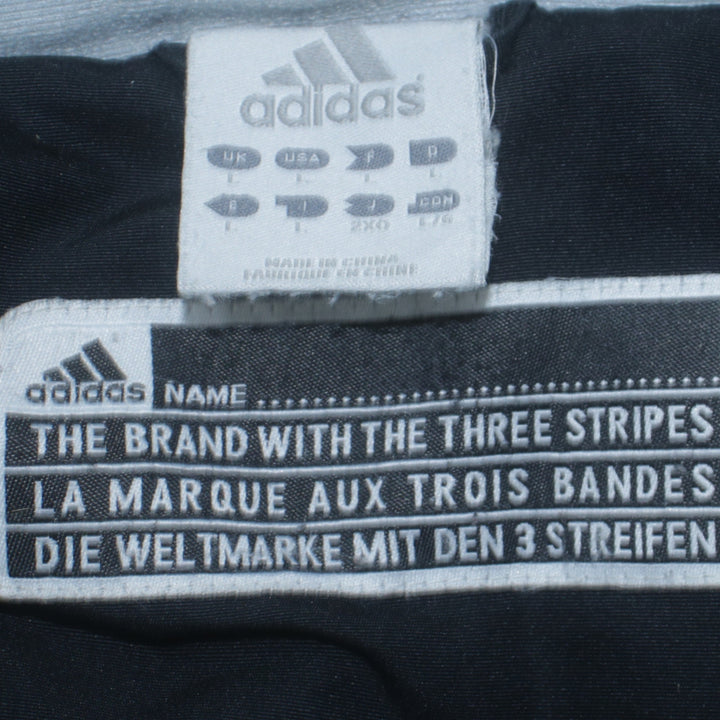 adidas
UK USA F D
L L L L
E I J CDN
L L 2XO L/G
MADE IN CHINA
FABRIQUE EN CHINE
adidas NAME
THE BRAND WITH THE THREE STRIPES
LA MARQUE AUX TROIS BANDES
DIE WELTMARKE MIT DEN 3 STREIFEN